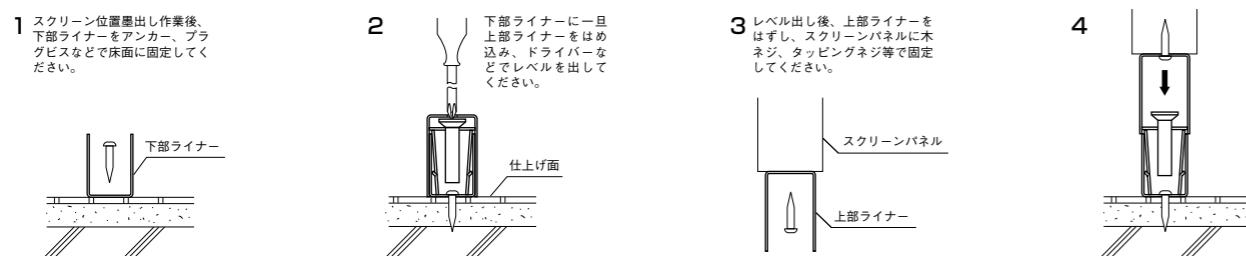 1
スクリーン位置墨出し作業後、
下部ライナーをアンカー、プラ
グビスなどで床面に固定してく
ださい。
下部ライナー
2
下部ライナーに一旦
上部ライナーをはめ
込み、ドライバーな
どでレベルを出して
ください。
仕上げ面
3
レベル出し後、上部ライナーを
はずし、スクリーンパネルに木
ネジ、タッピングネジ等で固定
してください。
スクリーンパネル
上部ライナー
4